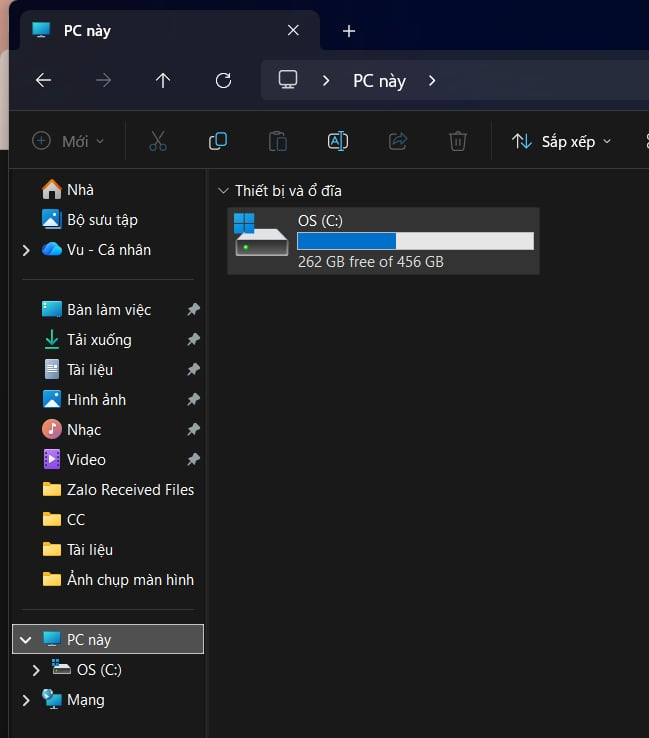 PC này
PC này
Mới
Sắp xếp
Nhà
Bộ sưu tập
Vu - Cá nhân
Bàn làm việc
Tải xuống
Tài liệu
Hình ảnh
Nhạc
Video
Zalo Received Files
CC
Tài liệu
Ảnh chụp màn hình
PC này
OS (C:)
Mạng
Thiết bị và ổ đĩa
OS (C:)
262 GB free of 456 GB